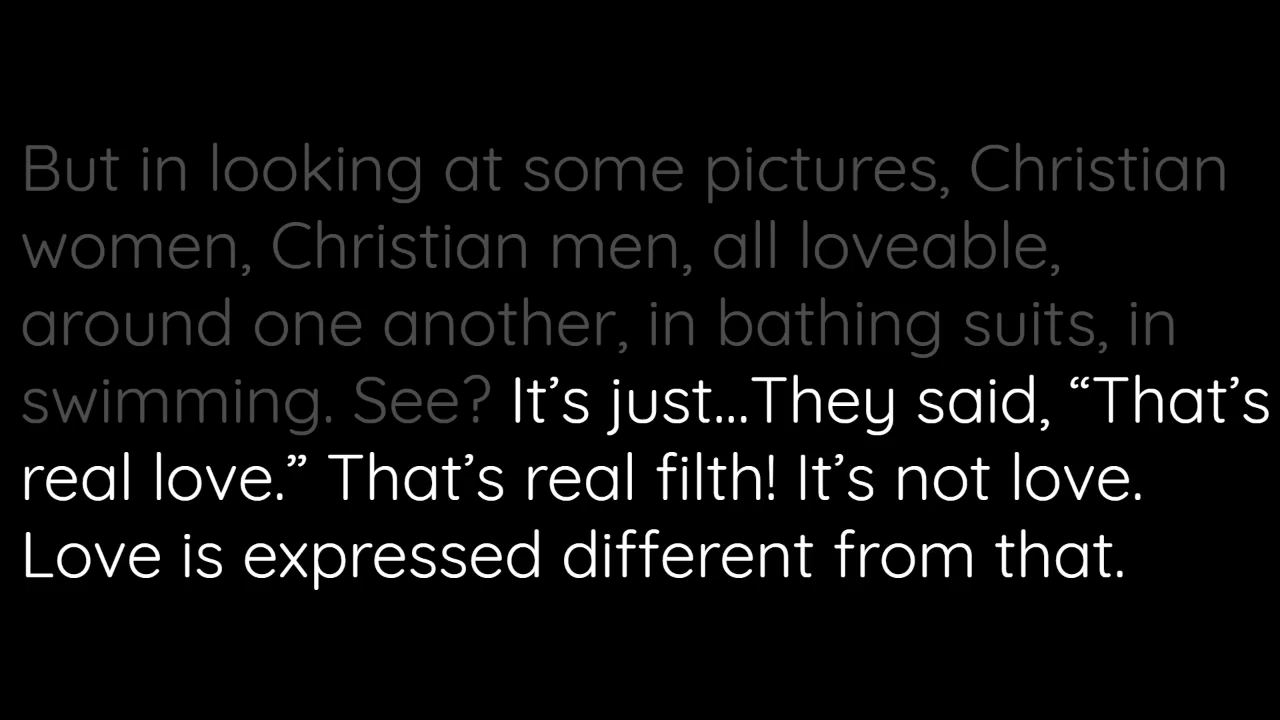 But in looking at some pictures, Christian
women, Christian men, all loveable,
around one another, in bathing suits, in
swimming. See? It’s just...They said, “That’s
real love.” That’s real filth! It’s not love.
Love is expressed different from that.